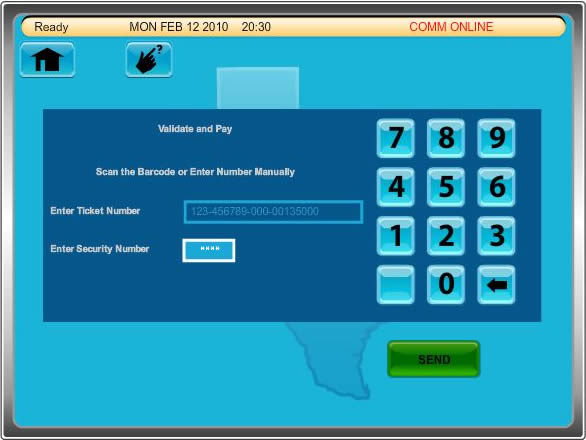 Ready MON FEB 12 2010 20:30 COMM ONLINE
?
Validate and Pay
Scan the Barcode or Enter Number Manually
Enter Ticket Number 123-456789-000-00135000
Enter Security Number ****
7 8 9
4 5 6
1 2 3
0
SEND